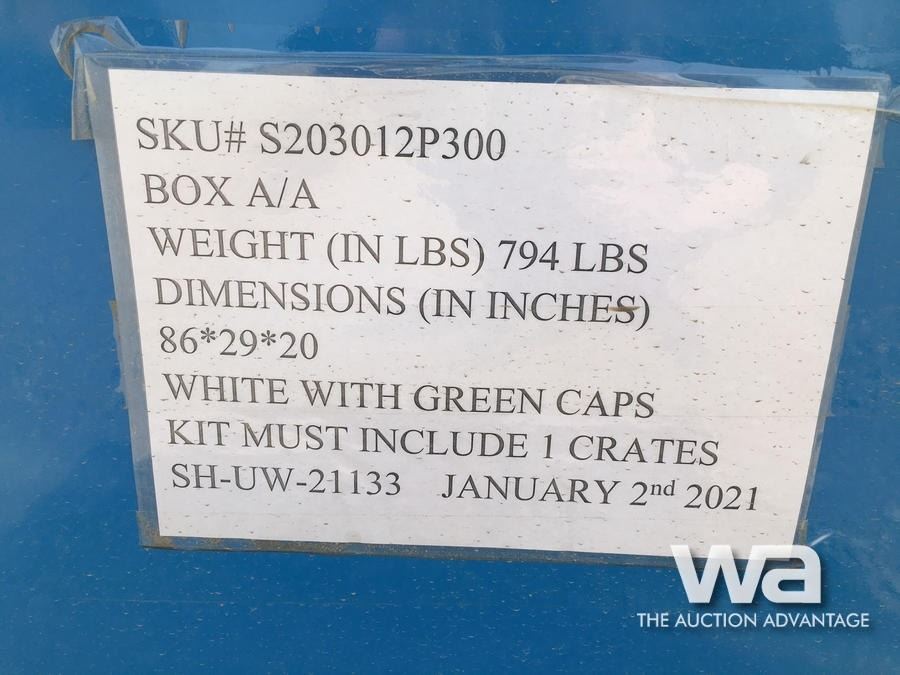 SKU# S203012P300
BOX A/A
WEIGHT (IN LBS) 794 LBS
DIMENSIONS (IN INCHES)
86*29*20
WHITE WITH GREEN CAPS
KIT MUST INCLUDE 1 CRATES
SH-UW-21133 JANUARY 2nd 2021
wa
THE AUCTION ADVANTAGE